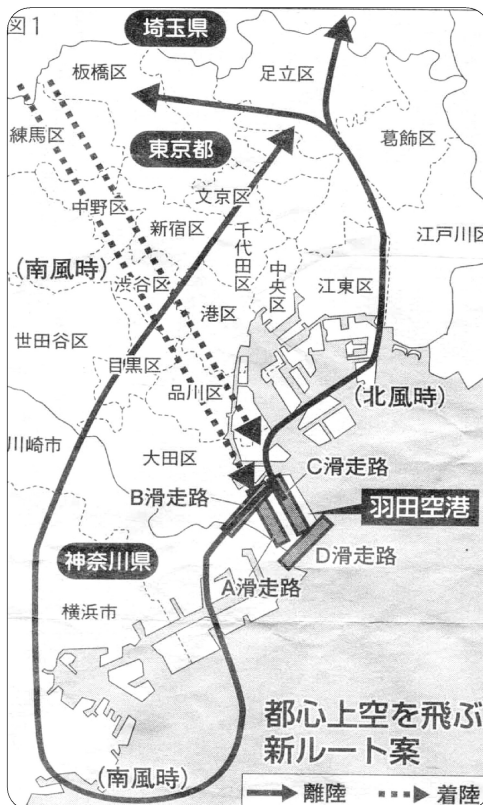 図1
埼玉県
板橋区
足立区
練馬区
東京都
葛飾区
文京区
中野区
新宿区
千代田区
江戸川区
(南風時)
渋谷区
中央区
江東区
港区
世田谷区
目黒区
品川区
(北風時)
川崎市
大田区
C滑走路
B滑走路
羽田空港
D滑走路
神奈川県
A滑走路
横浜市
都心上空を飛ぶ
新ルート案
(南風時)
離陸
着陸